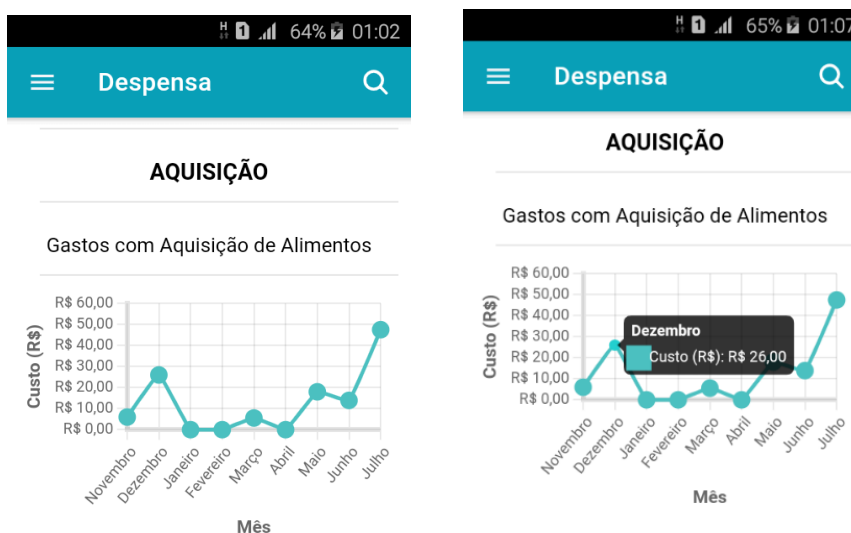 H 1 64% 01:02
Despensa
AQUISIÇÃO
Gastos com Aquisição de Alimentos
Custo (R$)
R$ 60,00
R$ 50,00
R$ 40,00
R$ 30,00
R$ 20,00
R$ 10,00
R$ 0,00
Novembro
Dezembro
Janeiro
Fevereiro
Março
Abril
Maio
Junho
Julho
Mês
H 1 65% 01:07
Despensa
AQUISIÇÃO
Gastos com Aquisição de Alimentos
Custo (R$)
R$ 60,00
R$ 50,00
R$ 40,00
R$ 30,00
R$ 20,00
R$ 10,00
R$ 0,00
Dezembro
Custo (R$): R$ 26,00
Novembro
Dezembro
Janeiro
Fevereiro
Março
Abril
Maio
Junho
Julho
Mês